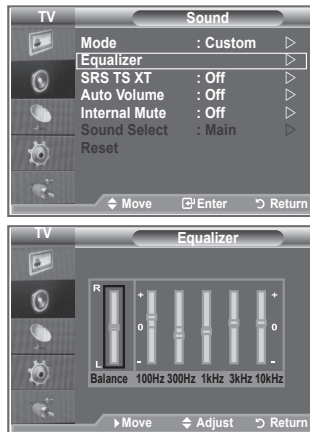 TV Sound
Mode : Custom
Equalizer
SRS TS XT : Off
Auto Volume : Off
Internal Mute : Off
Sound Select : Main
Reset
Move Enter Return
TV Equalizer
R
+ +
0 0
L - -
Balance 100Hz 300Hz 1kHz 3kHz 10kHz
Move Adjust Return